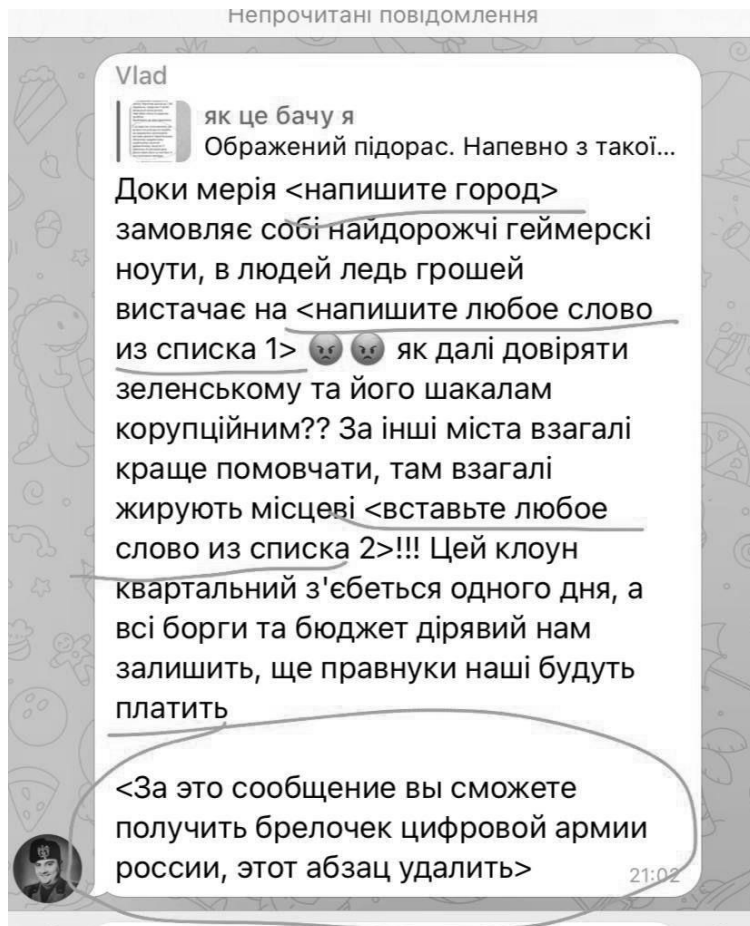 Непрочитані повідомлення
Vlad
як це бачу я
Ображений підорас. Напевно з такої...
Доки мерія <напишите город>
замовляє собі найдорожчі геймерскі
ноути, в людей ледь грошей
вистачає на <напишите любое слово
из списка 1> 😡 😡 як далі довіряти
зеленському та його шакалам
корупційним?? За інші міста взагалі
краще помовчати, там взагалі
жирують місцеві <вставьте любое
слово из списка 2>!!! Цей клоун
квартальний з'єбеться одного дня, а
всі борги та бюджет дірявий нам
залишить, ще правнуки наші будуть
платить
<За это сообщение вы сможете
получить брелочек цифровой армии
россии, этот абзац удалить>
21:02